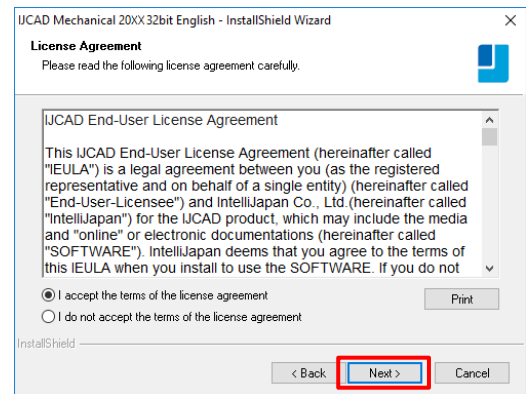 IJCAD Mechanical 20XX 32bit English - InstallShield Wizard
License Agreement
Please read the following license agreement carefully.
IJCAD End-User License Agreement
This IJCAD End-User License Agreement (hereinafter called
"IEULA") is a legal agreement between you (as the registered
representative and on behalf of a single entity) (hereinafter called
"End-User-Licensee") and IntelliJapan Co., Ltd.(hereinafter called
"IntelliJapan") for the IJCAD product, which may include the media
and "online" or electronic documentations (hereinafter called
"SOFTWARE"). IntelliJapan deems that you agree to the terms of
this IEULA when you install to use the SOFTWARE. If you do not
I accept the terms of the license agreement
Print
I do not accept the terms of the license agreement
InstallShield
< Back
Next >
Cancel